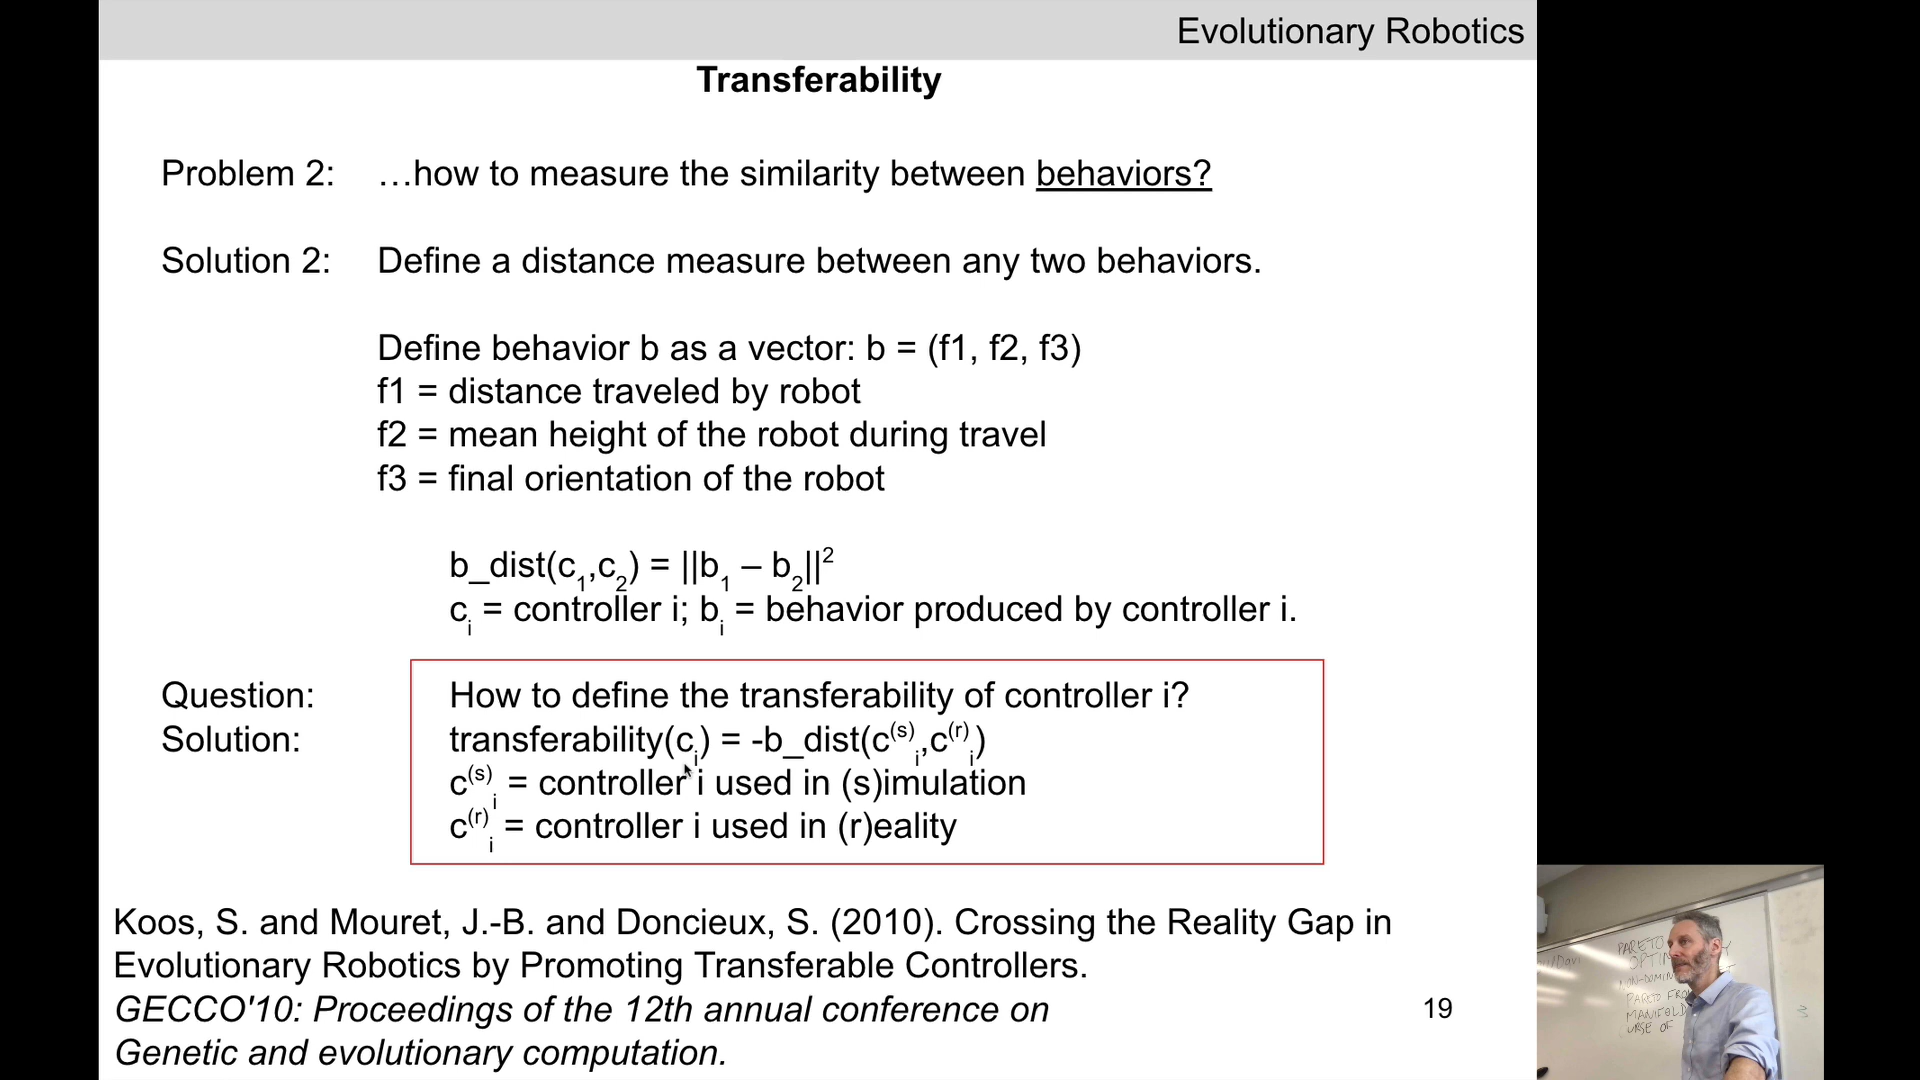 Evolutionary Robotics
Transferability
Problem 2: …how to measure the similarity between behaviors?
Solution 2: Define a distance measure between any two behaviors.
Define behavior b as a vector: b = (f1, f2, f3)
f1 = distance traveled by robot
f2 = mean height of the robot during travel
f3 = final orientation of the robot
b_dist(c₁,c₂) = ||b₁ – b₂||²
cᵢ = controller i; bᵢ = behavior produced by controller i.
Question: How to define the transferability of controller i?
Solution: transferability(cᵢ) = -b_dist(c⁽ˢ⁾ᵢ,c⁽ʳ⁾ᵢ)
c⁽ˢ⁾ᵢ = controller i used in (s)imulation
c⁽ʳ⁾ᵢ = controller i used in (r)eality
Koos, S. and Mouret, J.-B. and Doncieux, S. (2010). Crossing the Reality Gap in
Evolutionary Robotics by Promoting Transferable Controllers.
GECCO'10: Proceedings of the 12th annual conference on
Genetic and evolutionary computation.
19
PARETO
PARETO
MANIFOLD
OF